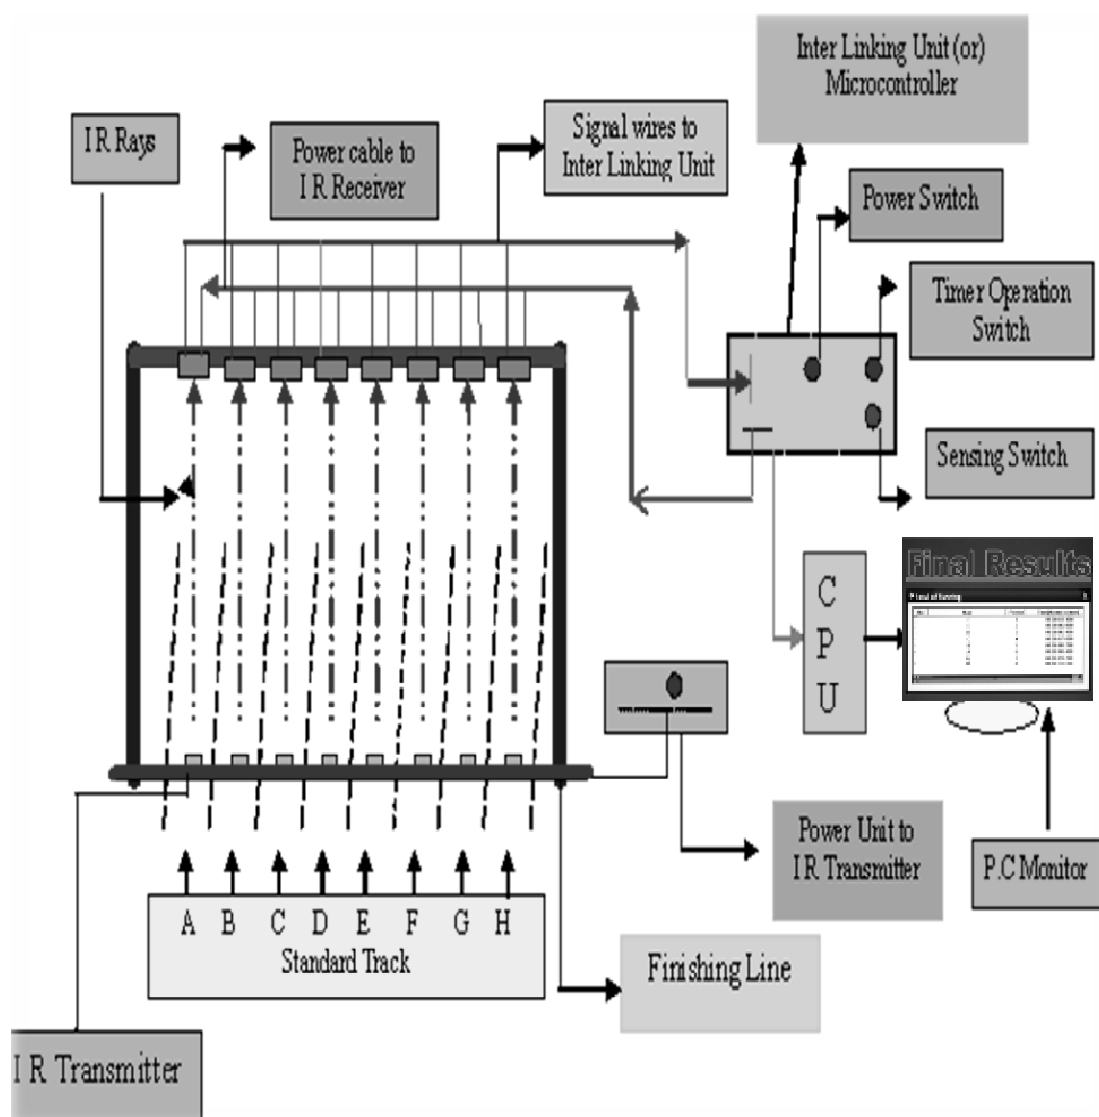 Inter Linking Unit (or)
Microcontroller
I R Rays
Power cable to
I R Receiver
Signal wires to
Inter Linking Unit
Power Switch
Timer Operation
Switch
Sensing Switch
Final Results
C
P
U
Power Unit to
I R Transmitter
P.C Monitor
A B C D E F G H
Standard Track
Finishing Line
I R Transmitter